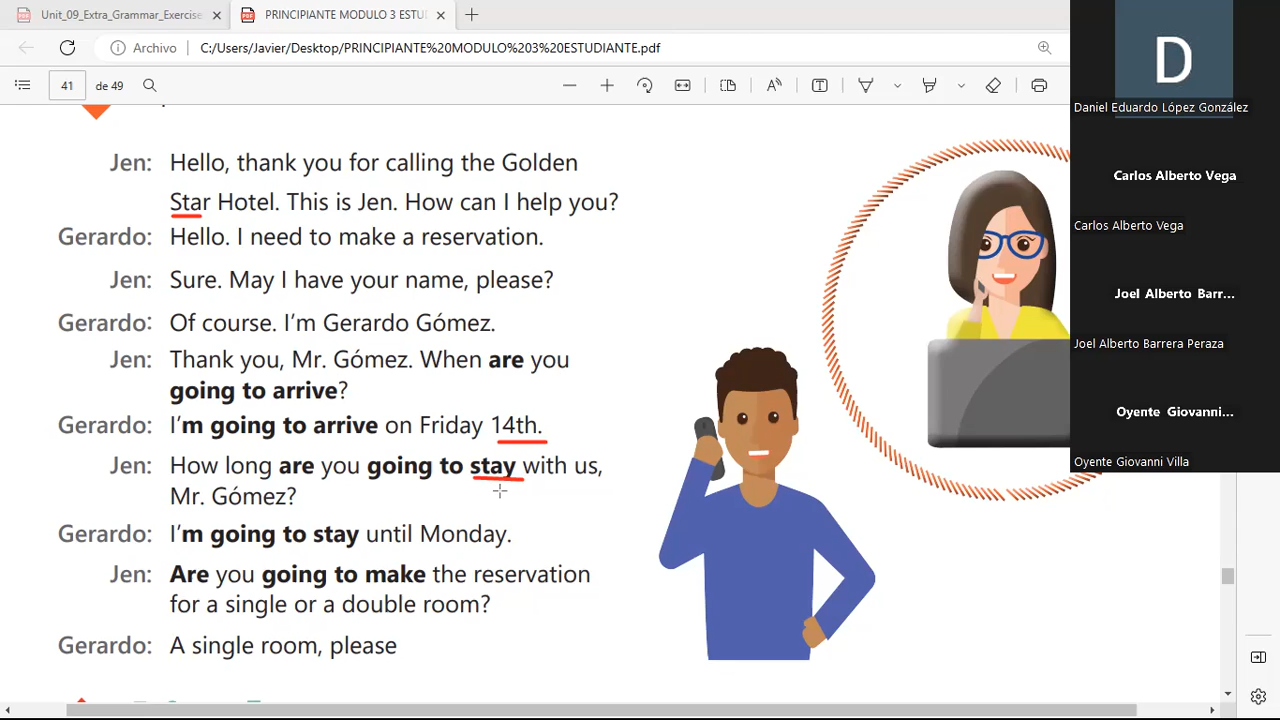 Unit_09_Extra_Grammar_Exercise
PRINCIPIANTE MODULO 3 ESTU
Archivo
C:/Users/Javier/Desktop/PRINCIPIANTE%20MODULO%203%20ESTUDIANTE.pdf
41
de 49
Jen: Hello, thank you for calling the Golden
Star Hotel. This is Jen. How can I help you?
Gerardo: Hello. I need to make a reservation.
Jen: Sure. May I have your name, please?
Gerardo: Of course. I'm Gerardo Gómez.
Jen: Thank you, Mr. Gómez. When are you
going to arrive?
Gerardo: I'm going to arrive on Friday 14th.
Jen: How long are you going to stay with us,
Mr. Gómez?
Gerardo: I'm going to stay until Monday.
Jen: Are you going to make the reservation
for a single or a double room?
Gerardo: A single room, please
D
Daniel Eduardo López González
Carlos Alberto Vega
Carlos Alberto Vega
Joel Alberto Barr...
Joel Alberto Barrera Peraza
Oyente Giovanni...
Oyente Giovanni Villa